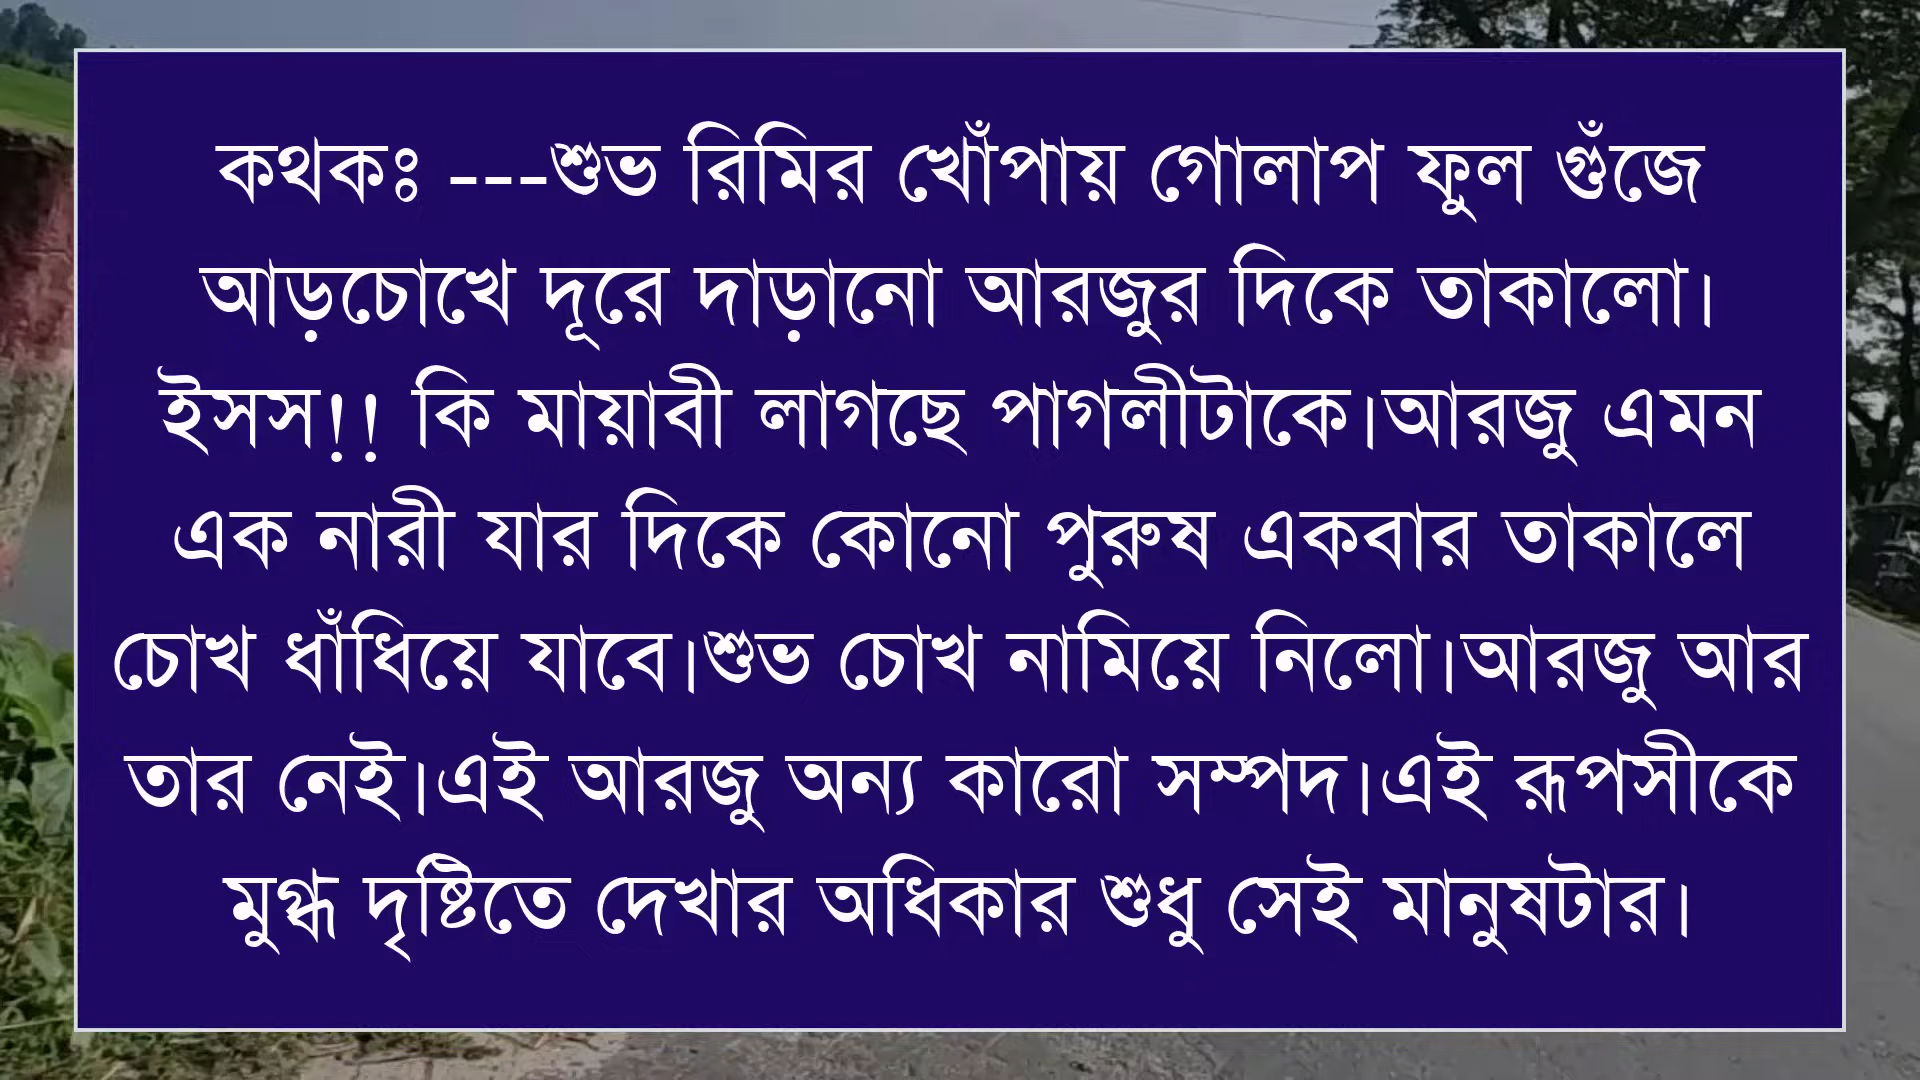 কথকঃ ---শুভ রিমির খোঁপায় গোলাপ ফুল গুঁজে
আড়চোখে দূরে দাড়ানো আরজুর দিকে তাকালো।
ইসস!! কি মায়াবী লাগছে পাগলীটাকে।আরজু এমন
এক নারী যার দিকে কোনো পুরুষ একবার তাকালে
চোখ ধাঁধিয়ে যাবে।শুভ চোখ নামিয়ে নিলো।আরজু আর
তার নেই।এই আরজু অন্য কারো সম্পদ।এই রূপসীকে
মুগ্ধ দৃষ্টিতে দেখার অধিকার শুধু সেই মানুষটার।